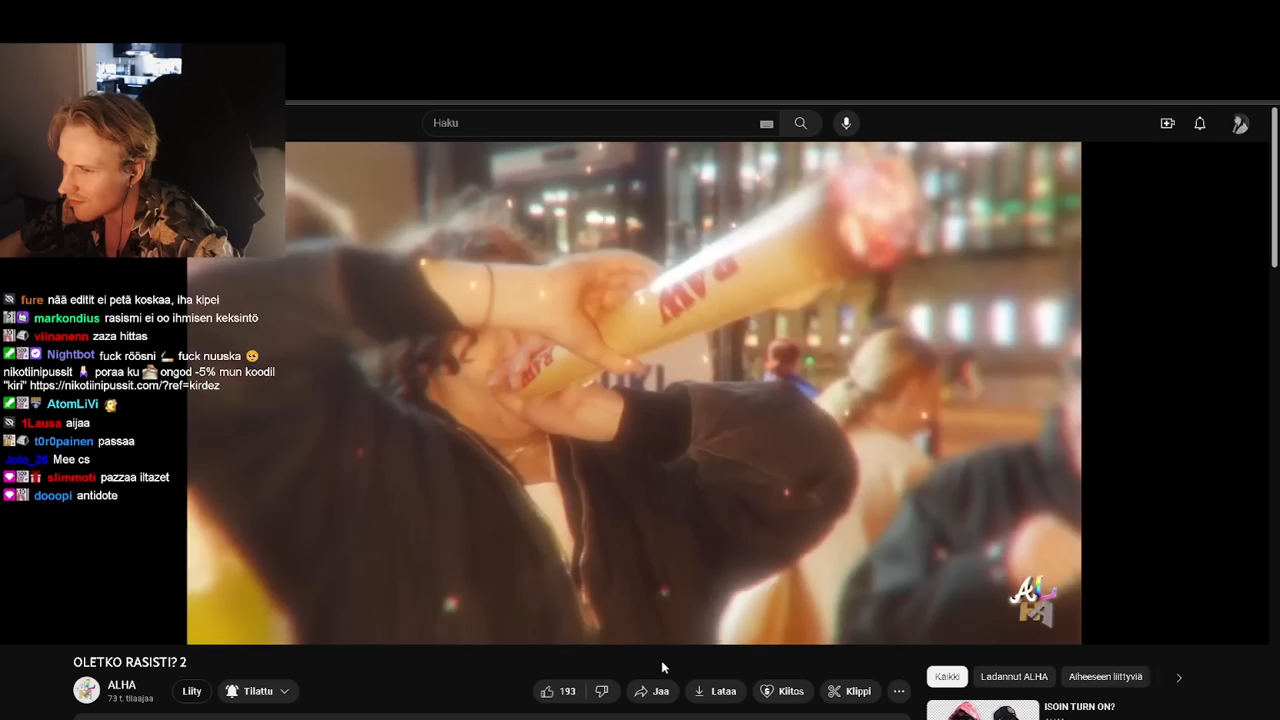 Haku
RAW
fure nää editit ei petä koskaa, iha kipei
markondius rasismi ei oo ihmisen keksintö
viinanenn zaza hittas
Nightbot fuck röösni fuck nuuska
nikotiinipussit poraa ku ongod -5% mun koodil
"kiri" https://nikotiinipussit.com/?ref=kirdez
AtomLiVi
1Lausa aijaa
t0r0painen passaa
Mee cs
slimmoti pazzaa iltazet
dooopi antidote
ALHA
OLETKO RASISTI? 2
ALHA
73 t. tilaajaa
Liity
Tilattu
193
Jaa
Lataa
Kiitos
Klippi
Kaikki
Ladannut ALHA
Aiheeseen liittyviä
ISOIN TURN ON?